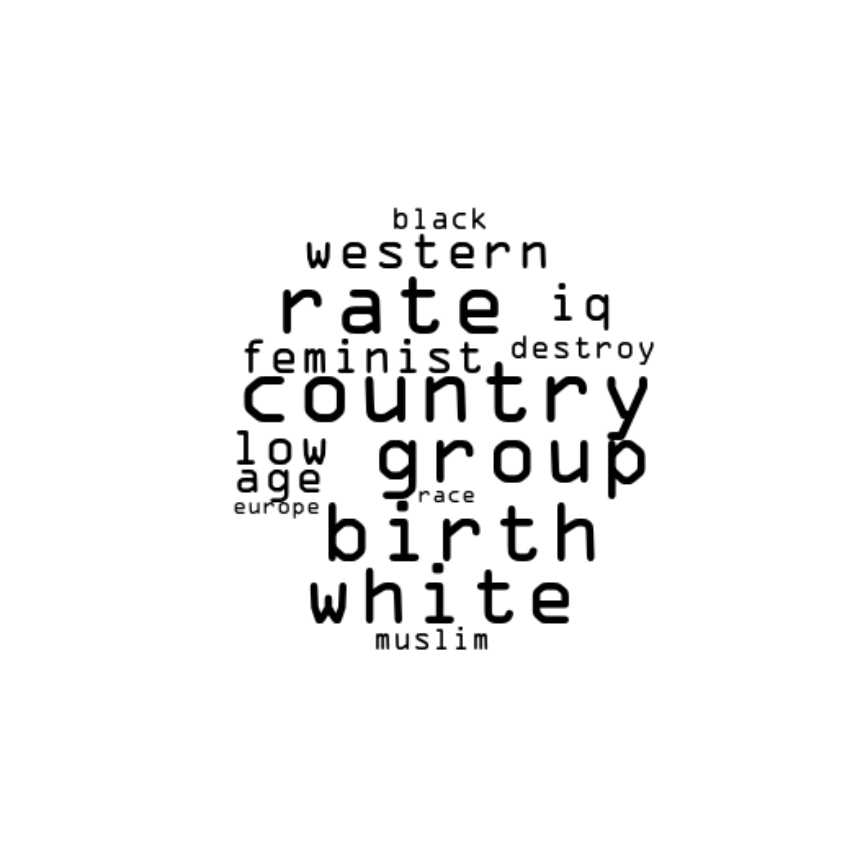 black
western
rate iq
feminist destroy
country
low group
age
race
europe
birth
white
muslim